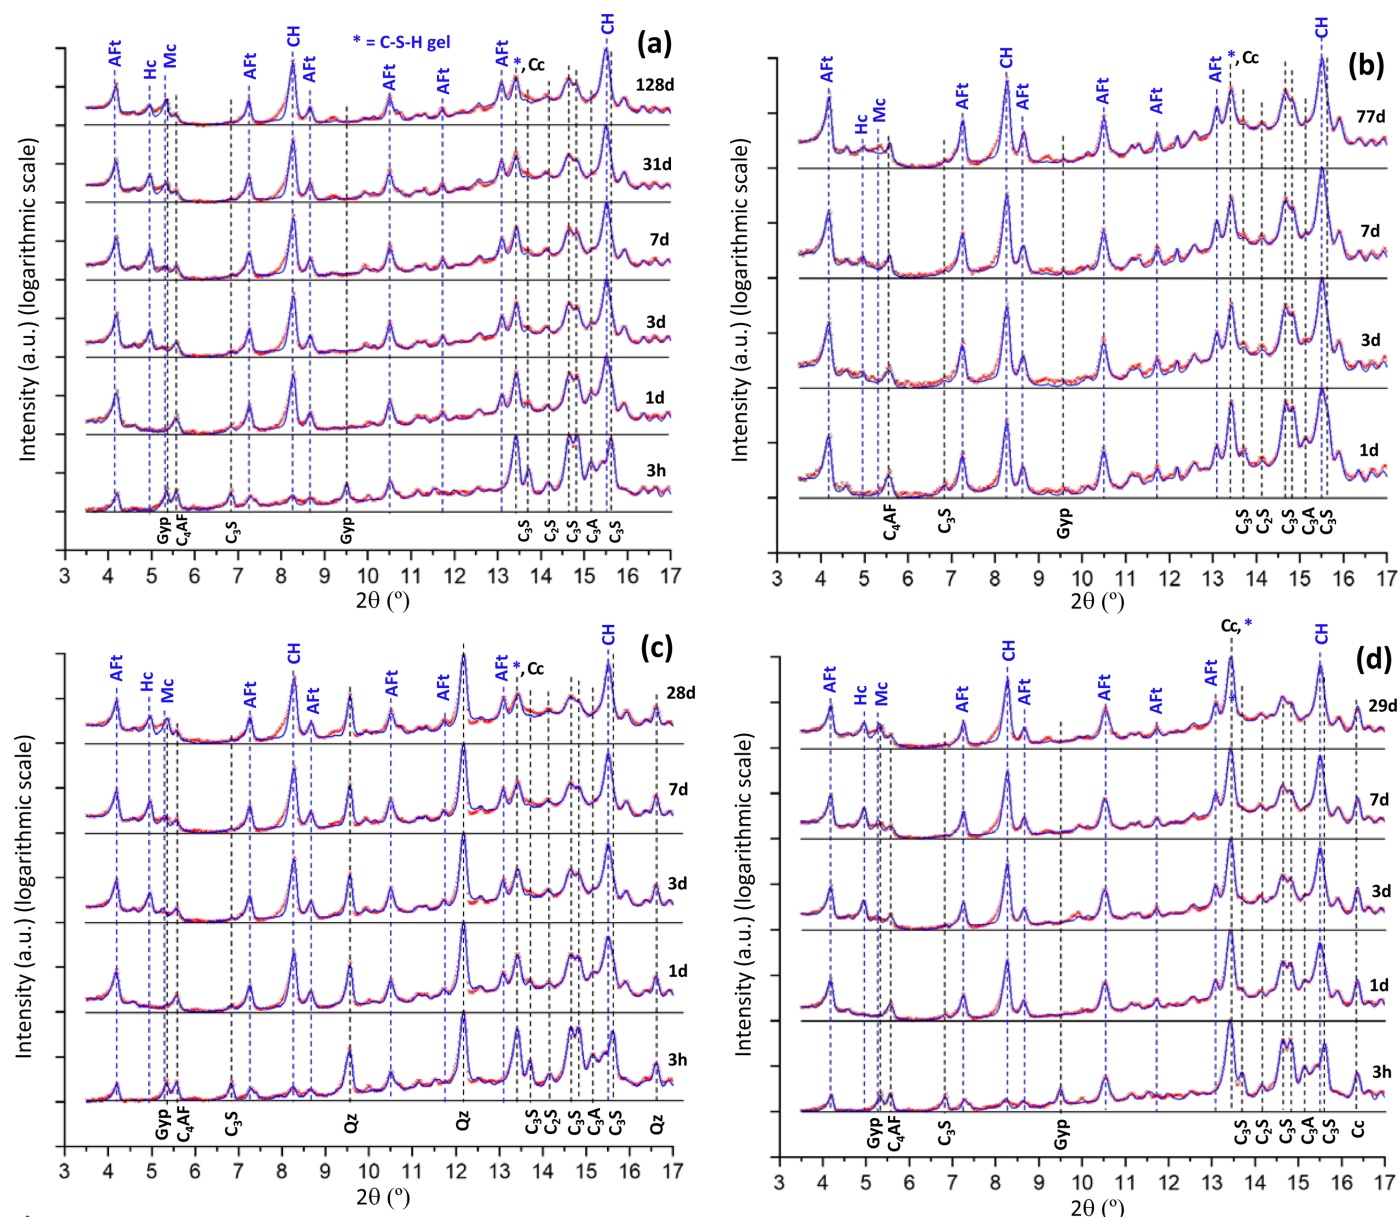 (a)
* = C-S-H gel
AFt
Hc
Mc
AFt
CH
AFt
AFt
AFt
AFt
*, Cc
CH
128d
31d
7d
3d
1d
3h
Intensity (a.u.) (logarithmic scale)
Gyp
C₄AF
C₃S
Gyp
C₃S
C₂S
C₃S
C₃A
C₃S
3 4 5 6 7 8 9 10 11 12 13 14 15 16 17
2θ (º)
(b)
AFt
Hc
Mc
AFt
CH
AFt
AFt
AFt
AFt
*, Cc
CH
77d
7d
3d
1d
Intensity (a.u.) (logarithmic scale)
C₄AF
C₃S
Gyp
C₃S
C₂S
C₃S
C₃A
C₃S
3 4 5 6 7 8 9 10 11 12 13 14 15 16 17
2θ (º)
(c)
AFt
Hc
Mc
AFt
CH
AFt
AFt
AFt
AFt
*, Cc
CH
28d
7d
3d
1d
3h
Intensity (a.u.) (logarithmic scale)
Gyp
C₄AF
C₃S
Qz
Qz
C₃S
C₂S
C₃S
C₃A
C₃S
Qz
3 4 5 6 7 8 9 10 11 12 13 14 15 16 17
2θ (º)
(d)
AFt
Hc
Mc
AFt
CH
AFt
AFt
AFt
AFt
Cc, *
*
CH
29d
7d
3d
1d
3h
Intensity (a.u.) (logarithmic scale)
Gyp
C₄AF
C₃S
Gyp
C₃S
C₂S
C₃S
C₃A
C₃S
Cc
3 4 5 6 7 8 9 10 11 12 13 14 15 16 17
2θ (º)